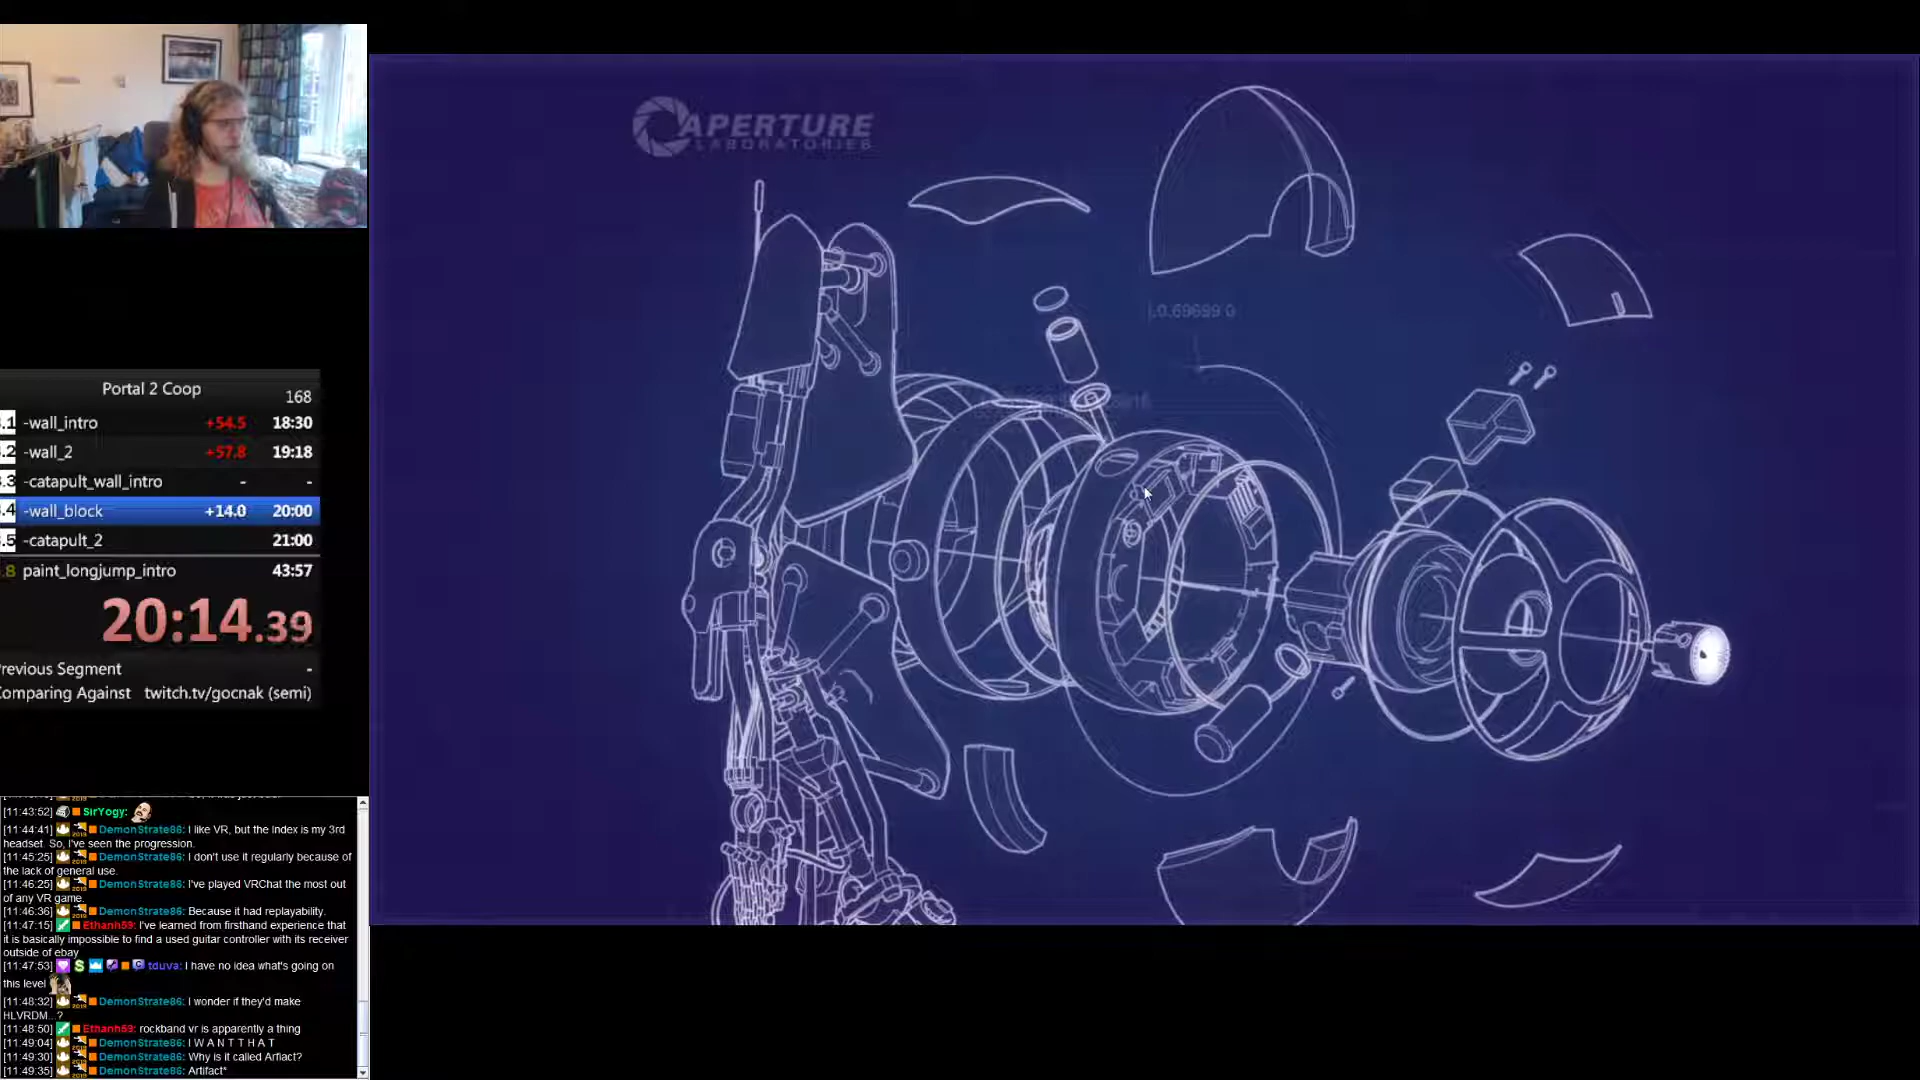 APERTURE
LABORATORIES
Portal 2 Coop
168
-wall_intro +54.5 18:30
-wall_2 +57.8 19:18
-catapult_wall_intro - -
-wall_block +14.0 20:00
-catapult_2 21:00
paint_longjump_intro 43:57
20:14.39
revious Segment -
omparing Against twitch.tv/gocnak (semi)
[11:43:52] SirYogy:
[11:44:41] DemonStrate86: I like VR, but the Index is my 3rd
headset. So, I've seen the progression.
[11:45:25] DemonStrate86: I don't use it regularly because of
the lack of general use.
[11:46:25] DemonStrate86: I've played VRChat the most out
of any VR game.
[11:46:36] DemonStrate86: Because it had replayability.
[11:47:15] Ethanh59: I've learned from firsthand experience that
it is basically impossible to find a used guitar controller with its receiver
outside of ebay
[11:47:53] tduva: I have no idea what's going on
this level
[11:48:32] DemonStrate86: I wonder if they'd make
HLVRDM...?
[11:48:50] Ethanh59: rockband vr is apparently a thing
[11:49:04] DemonStrate86: I W A N T T H A T
[11:49:30] DemonStrate86: Why is it called Arfiact?
[11:49:35] DemonStrate86: Artifact*